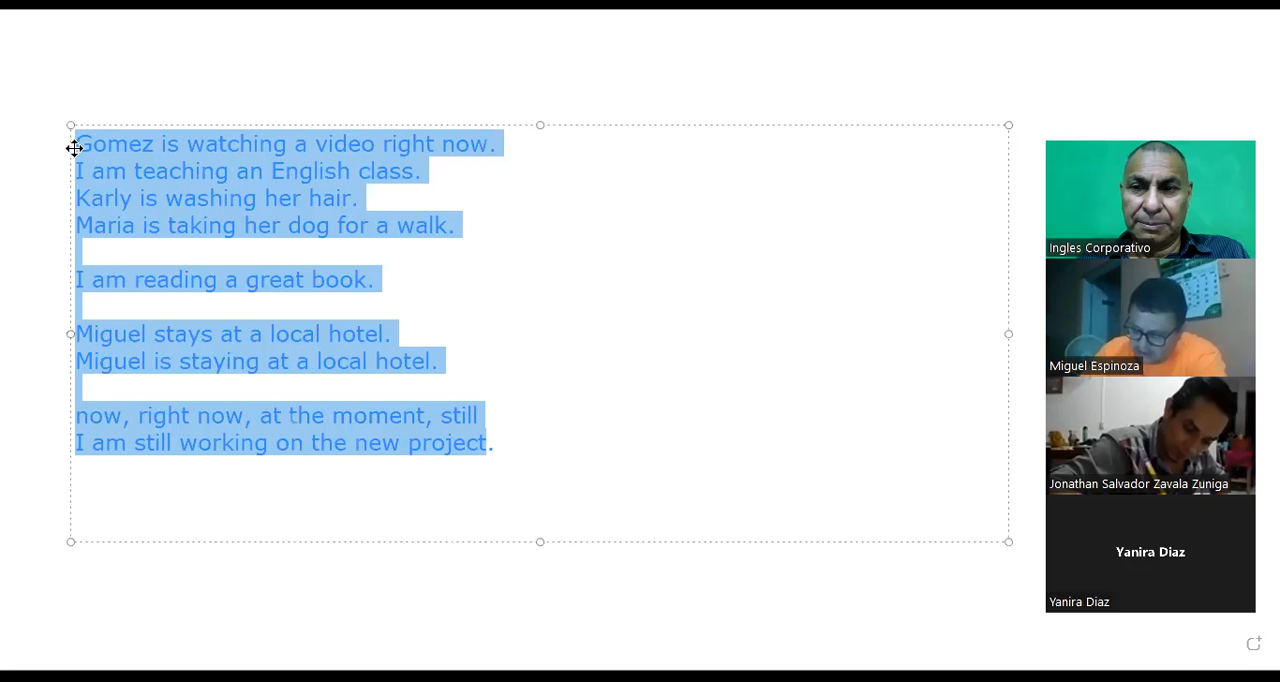 Gomez is watching a video right now.
I am teaching an English class.
Karly is washing her hair.
Maria is taking her dog for a walk.
I am reading a great book.
Miguel stays at a local hotel.
Miguel is staying at a local hotel.
now, right now, at the moment, still
I am still working on the new project.
Ingles Corporativo
Miguel Espinoza
Jonathan Salvador Zavala Zuniga
Yanira Diaz
Yanira Diaz